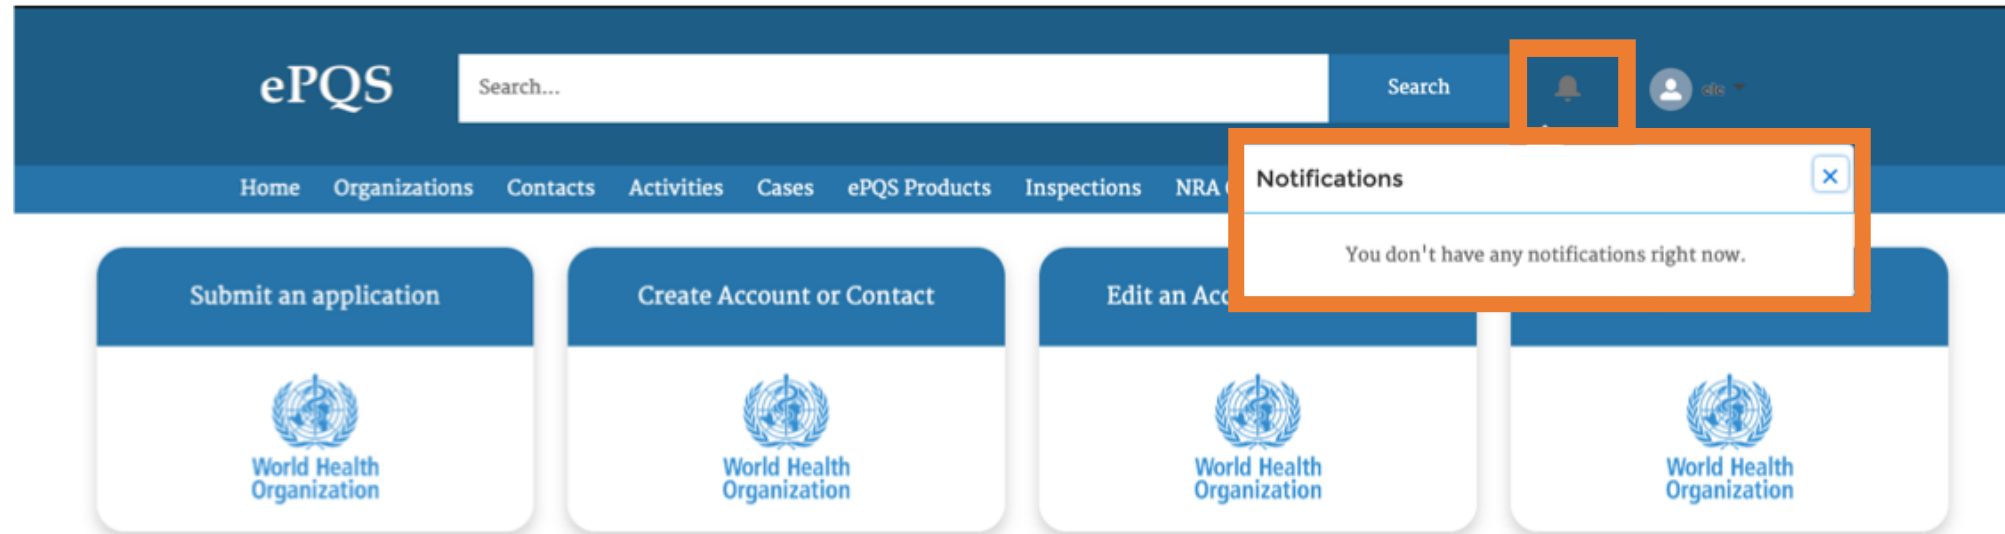 ePQS
Search...
Search
Home Organizations Contacts Activities Cases ePQS Products Inspections NRA
Notifications
You don't have any notifications right now.
Submit an application
Create Account or Contact
Edit an Acc
World Health
Organization
World Health
Organization
World Health
Organization
World Health
Organization